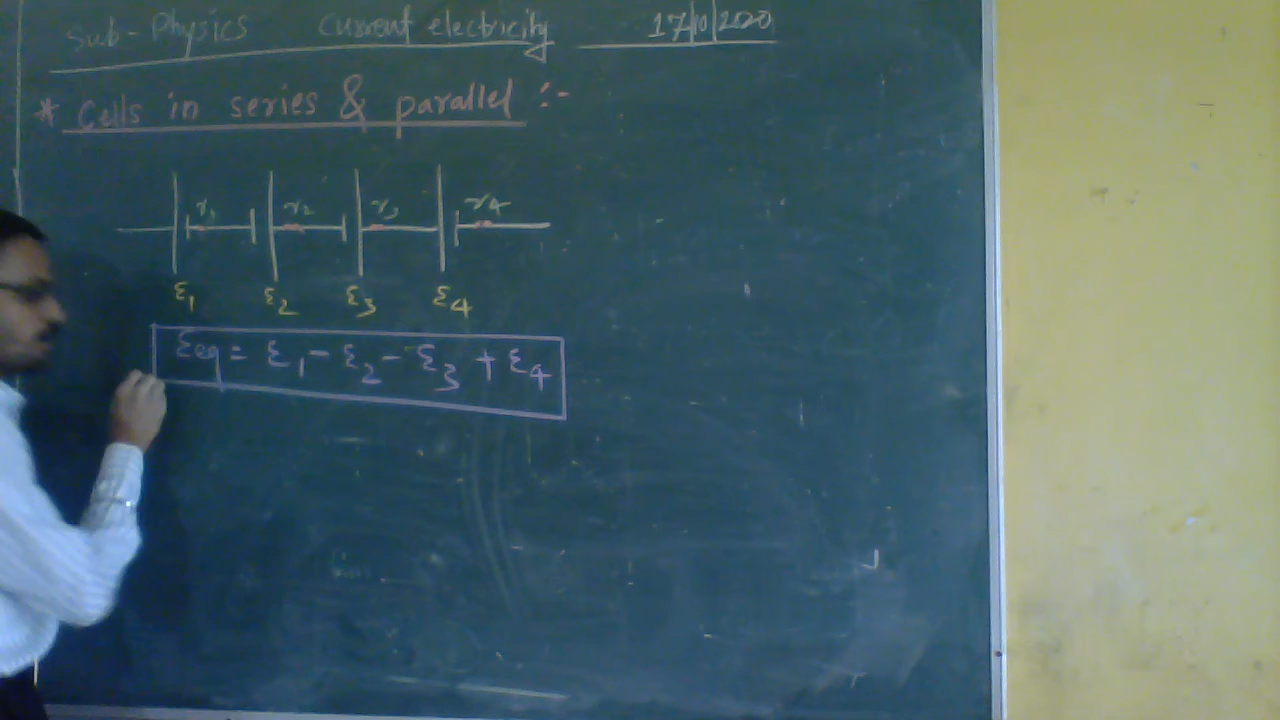 Sub-Physics Current electricity 17/10/2020
* Cells in series & parallel :-
r1 r2 r3 r4
ε1 ε2 ε3 ε4
εeq = ε1 - ε2 - ε3 + ε4